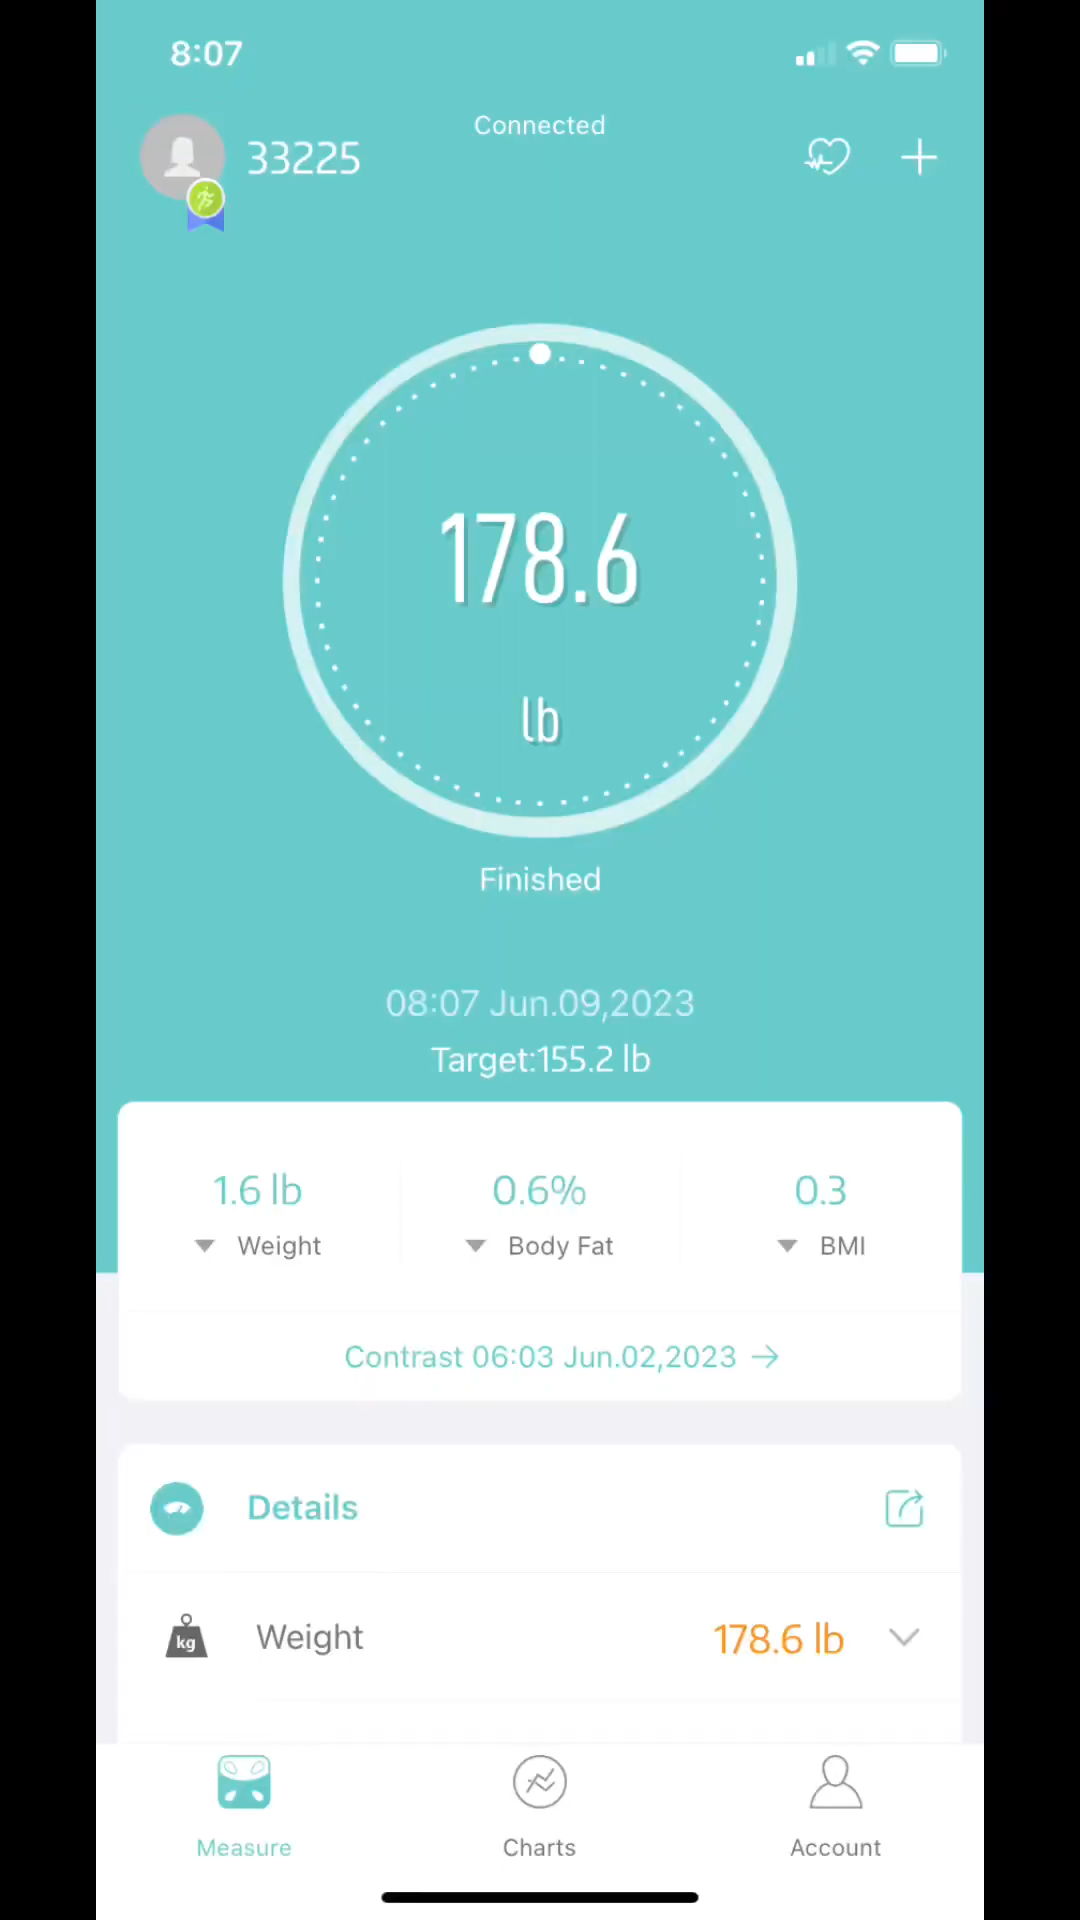 8:07
Connected
33225
178.6
lb
Finished
08:07 Jun.09,2023
Target:155.2 lb
1.6 lb 0.6% 0.3
Weight Body Fat BMI
Contrast 06:03 Jun.02,2023
Details
kg Weight 178.6 lb
Measure Charts Account